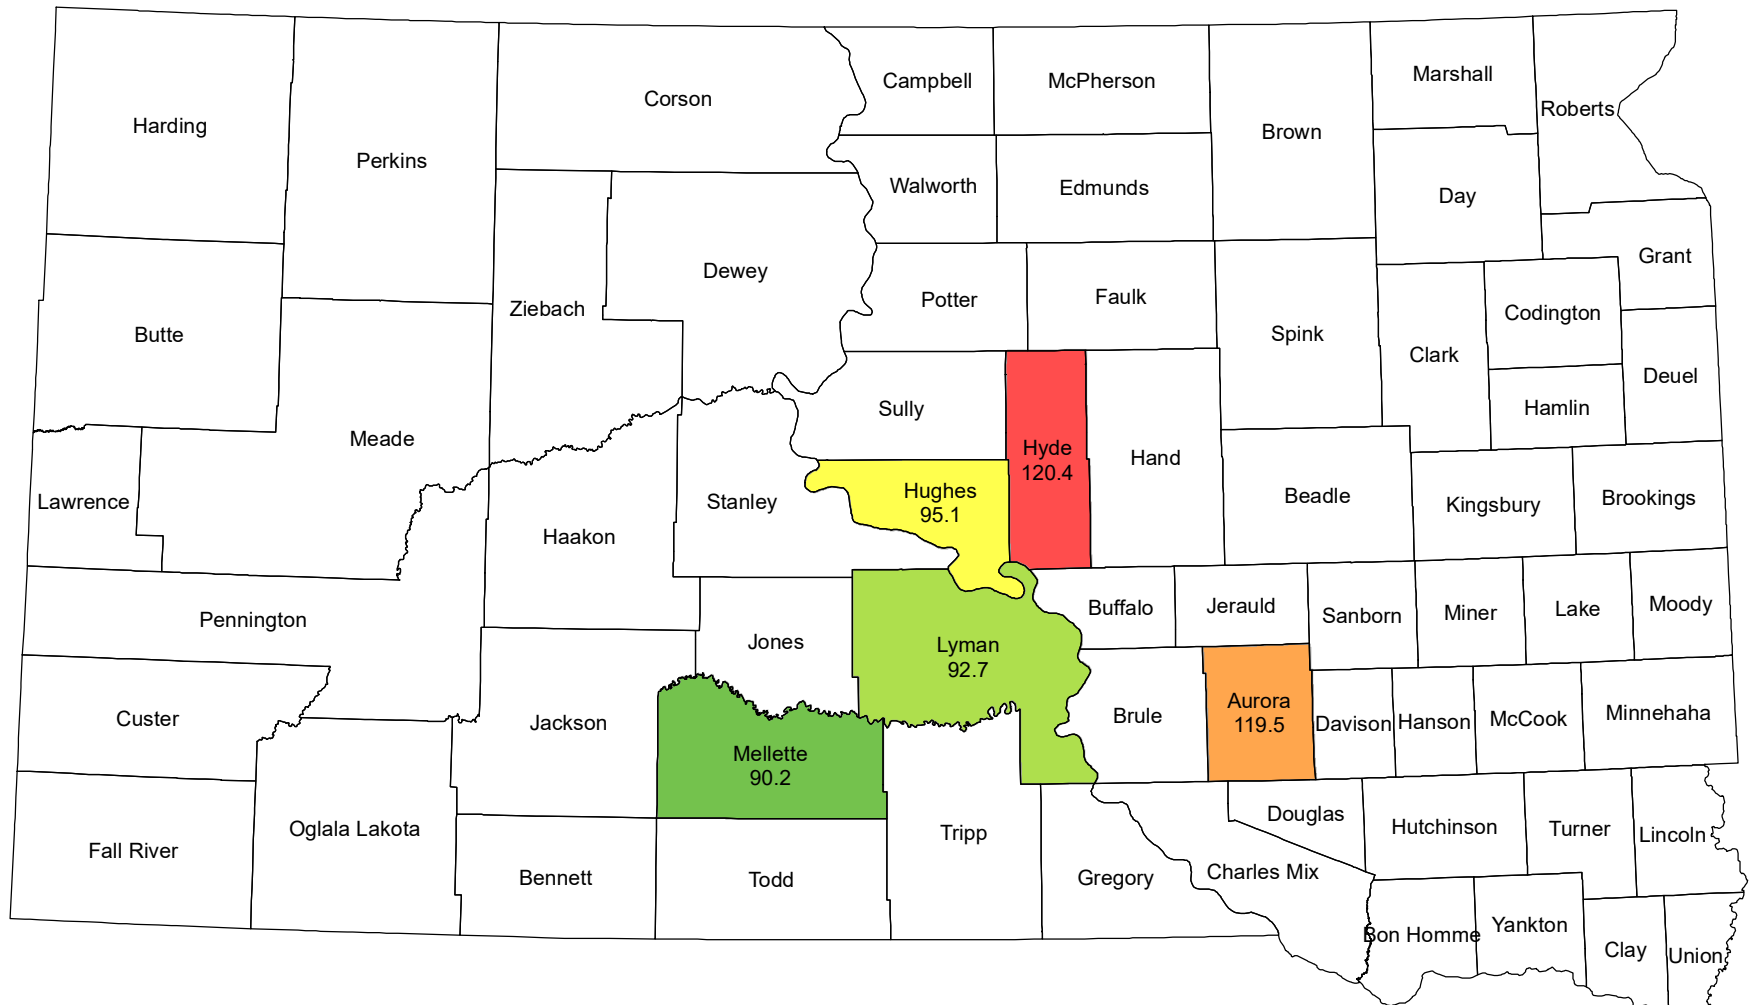 Harding
Perkins
Corson
Campbell
McPherson
Brown
Marshall
Roberts
Walworth
Edmunds
Day
Butte
Ziebach
Dewey
Potter
Faulk
Spink
Clark
Codington
Grant
Deuel
Hamlin
Lawrence
Meade
Stanley
Sully
Hughes
95.1
Hyde
120.4
Hand
Beadle
Kingsbury
Brookings
Haakon
Pennington
Jones
Lyman
92.7
Buffalo
Jerauld
Sanborn
Miner
Lake
Moody
Custer
Jackson
Mellette
90.2
Brule
Aurora
119.5
Davison
Hanson
McCook
Minnehaha
Fall River
Oglala Lakota
Bennett
Todd
Tripp
Gregory
Charles Mix
Douglas
Hutchinson
Turner
Lincoln
Bon Homme
Yankton
Clay
Union